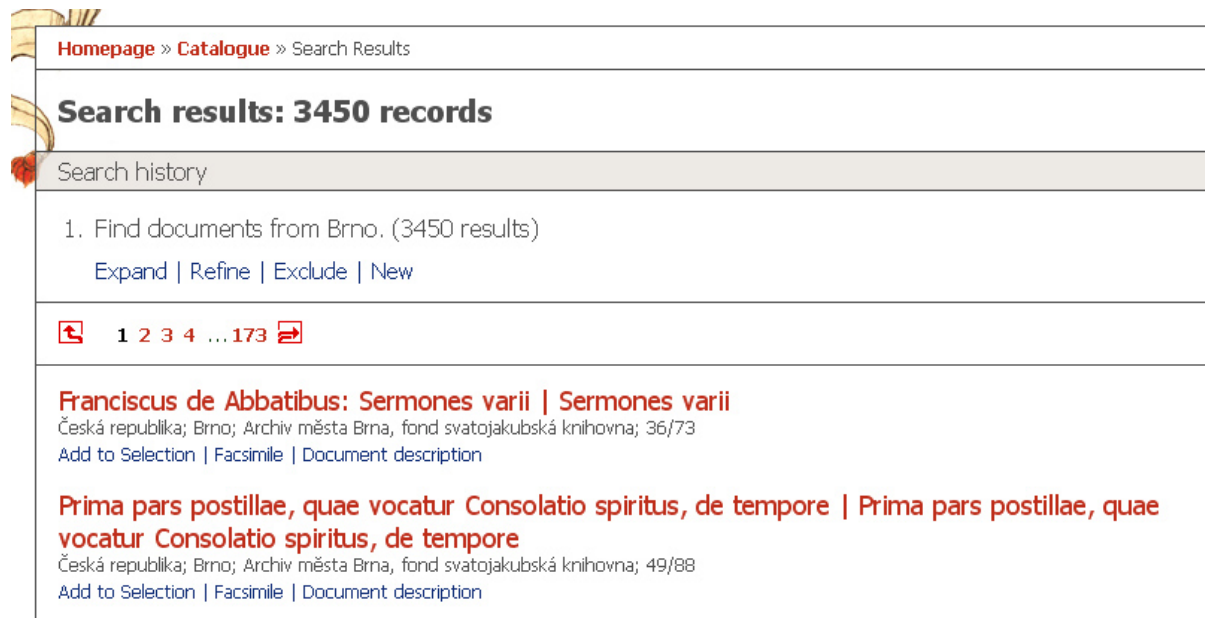 Homepage » Catalogue » Search Results
Search results: 3450 records
Search history
1. Find documents from Brno. (3450 results)
Expand | Refine | Exclude | New
1 2 3 4 ...173
Franciscus de Abbatibus: Sermones varii | Sermones varii
Česká republika; Brno; Archiv města Brna, fond svatojakubská knihovna; 36/73
Add to Selection | Facsimile | Document description
Prima pars postillae, quae vocatur Consolatio spiritus, de tempore | Prima pars postillae, quae
vocatur Consolatio spiritus, de tempore
Česká republika; Brno; Archiv města Brna, fond svatojakubská knihovna; 49/88
Add to Selection | Facsimile | Document description